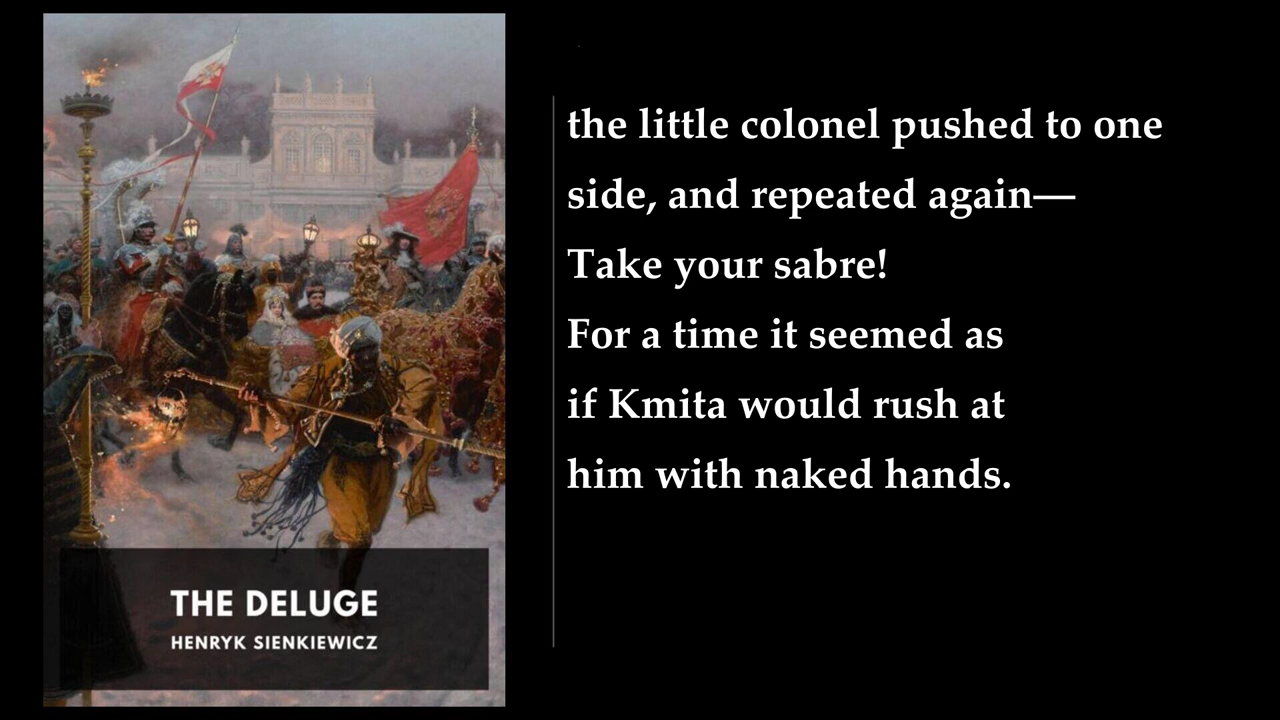 the little colonel pushed to one
side, and repeated again—
Take your sabre!
For a time it seemed as
if Kmita would rush at
him with naked hands.
THE DELUGE
HENRYK SIENKIEWICZ